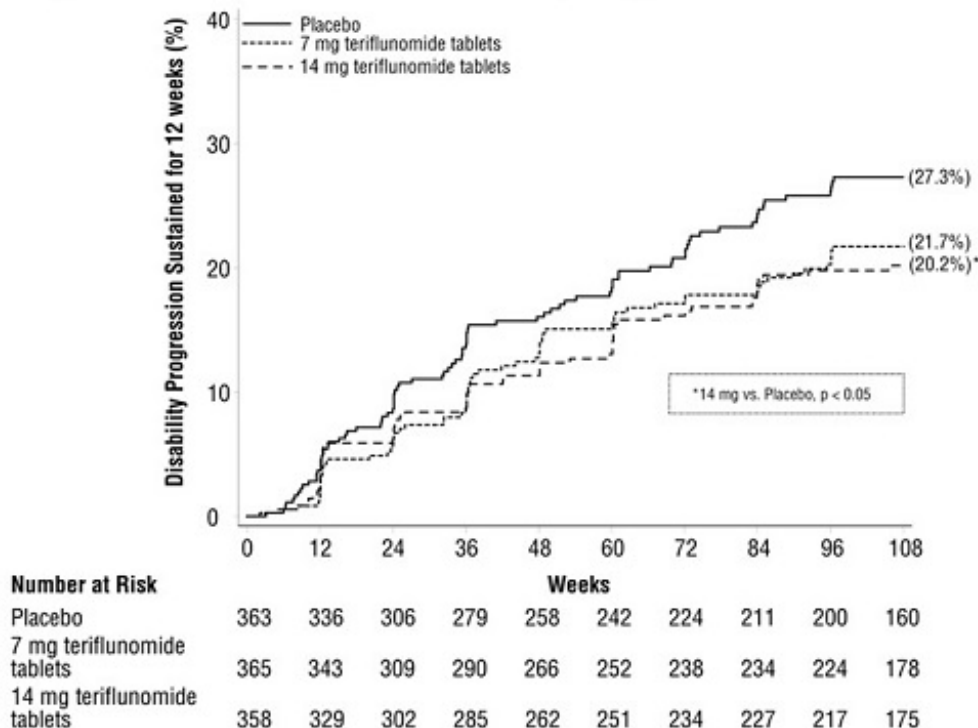 Disability Progression Sustained for 12 weeks (%)
40
30
20
10
0
Placebo
7 mg teriflunomide tablets
14 mg teriflunomide tablets
(27.3%)
(21.7%)
(20.2%)*
*14 mg vs. Placebo, p < 0.05
0 12 24 36 48 60 72 84 96 108
Number at Risk Weeks
Placebo 363 336 306 279 258 242 224 211 200 160
7 mg teriflunomide
tablets 365 343 309 290 266 252 238 234 224 178
14 mg teriflunomide
tablets 358 329 302 285 262 251 234 227 217 175